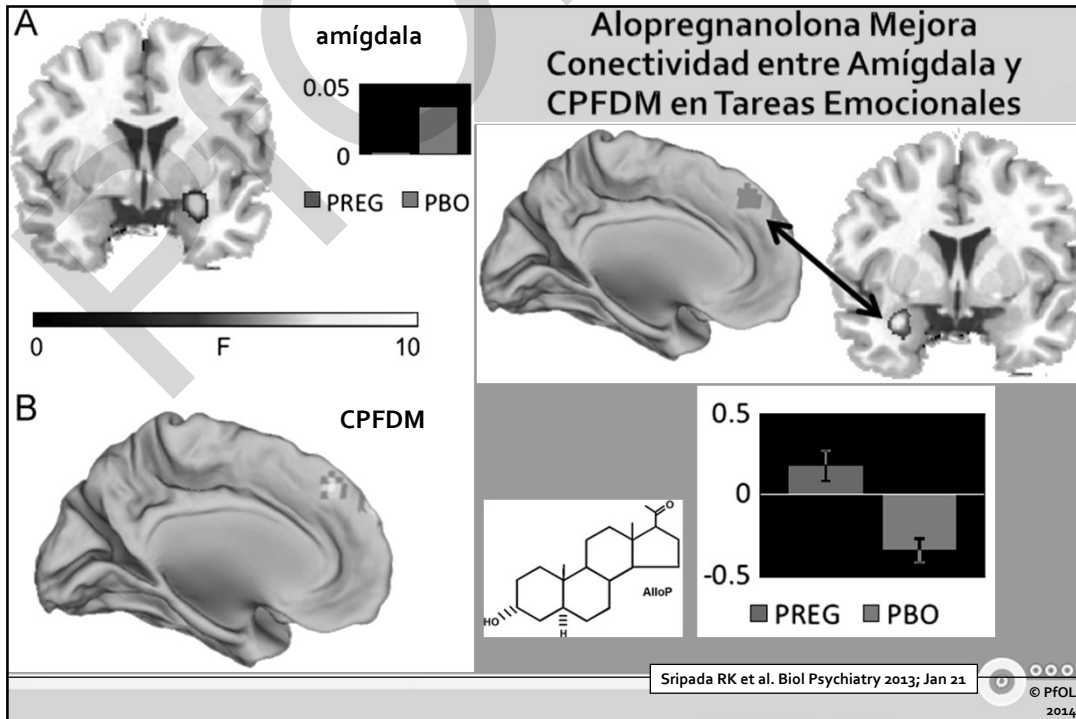 A
amígdala
0.05
0
PREG PBO
0 F 10
B
CPFDM
Alopregnanolona Mejora
Conectividad entre Amígdala y
CPFDM en Tareas Emocionales
HO
H
O
AlloP
0.5
0
-0.5
PREG PBO
Sripada RK et al. Biol Psychiatry 2013; Jan 21
© PfOL
2014